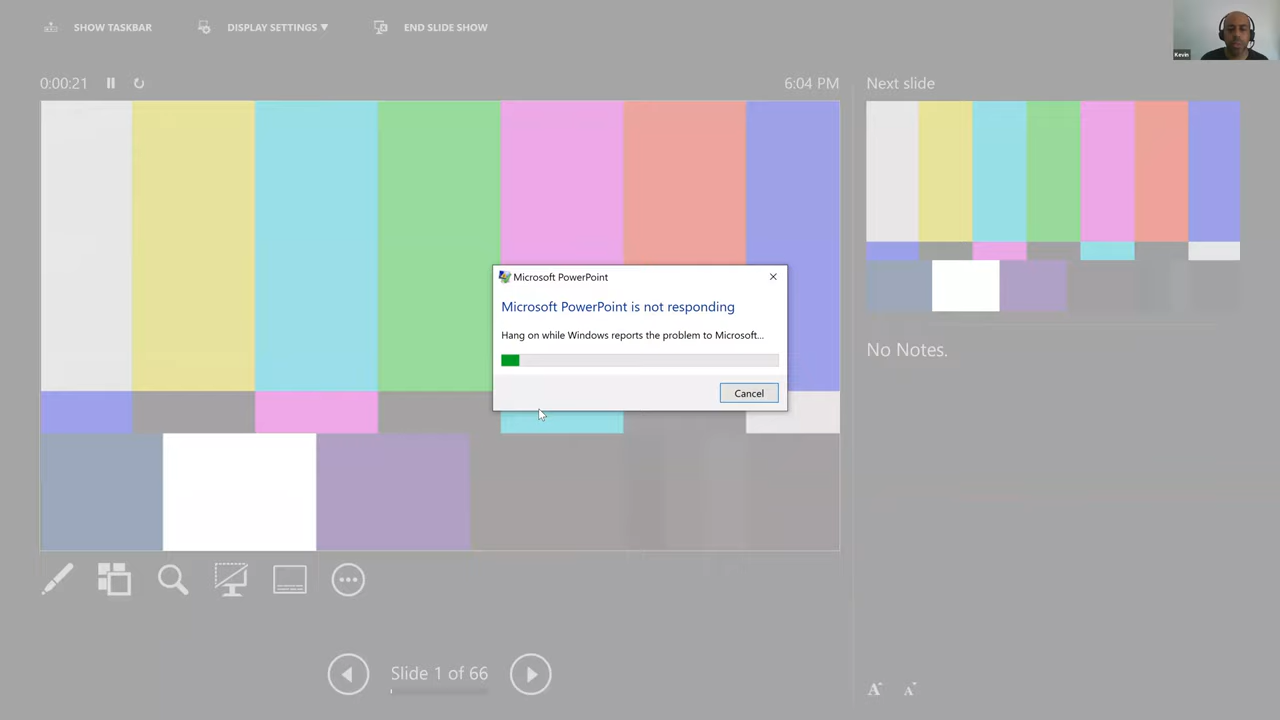 SHOW TASKBAR
DISPLAY SETTINGS ▼
END SLIDE SHOW
Kevin
0:00:21
6:04 PM
Next slide
Microsoft PowerPoint
Microsoft PowerPoint is not responding
Hang on while Windows reports the problem to Microsoft...
Cancel
No Notes.
Slide 1 of 66
A A